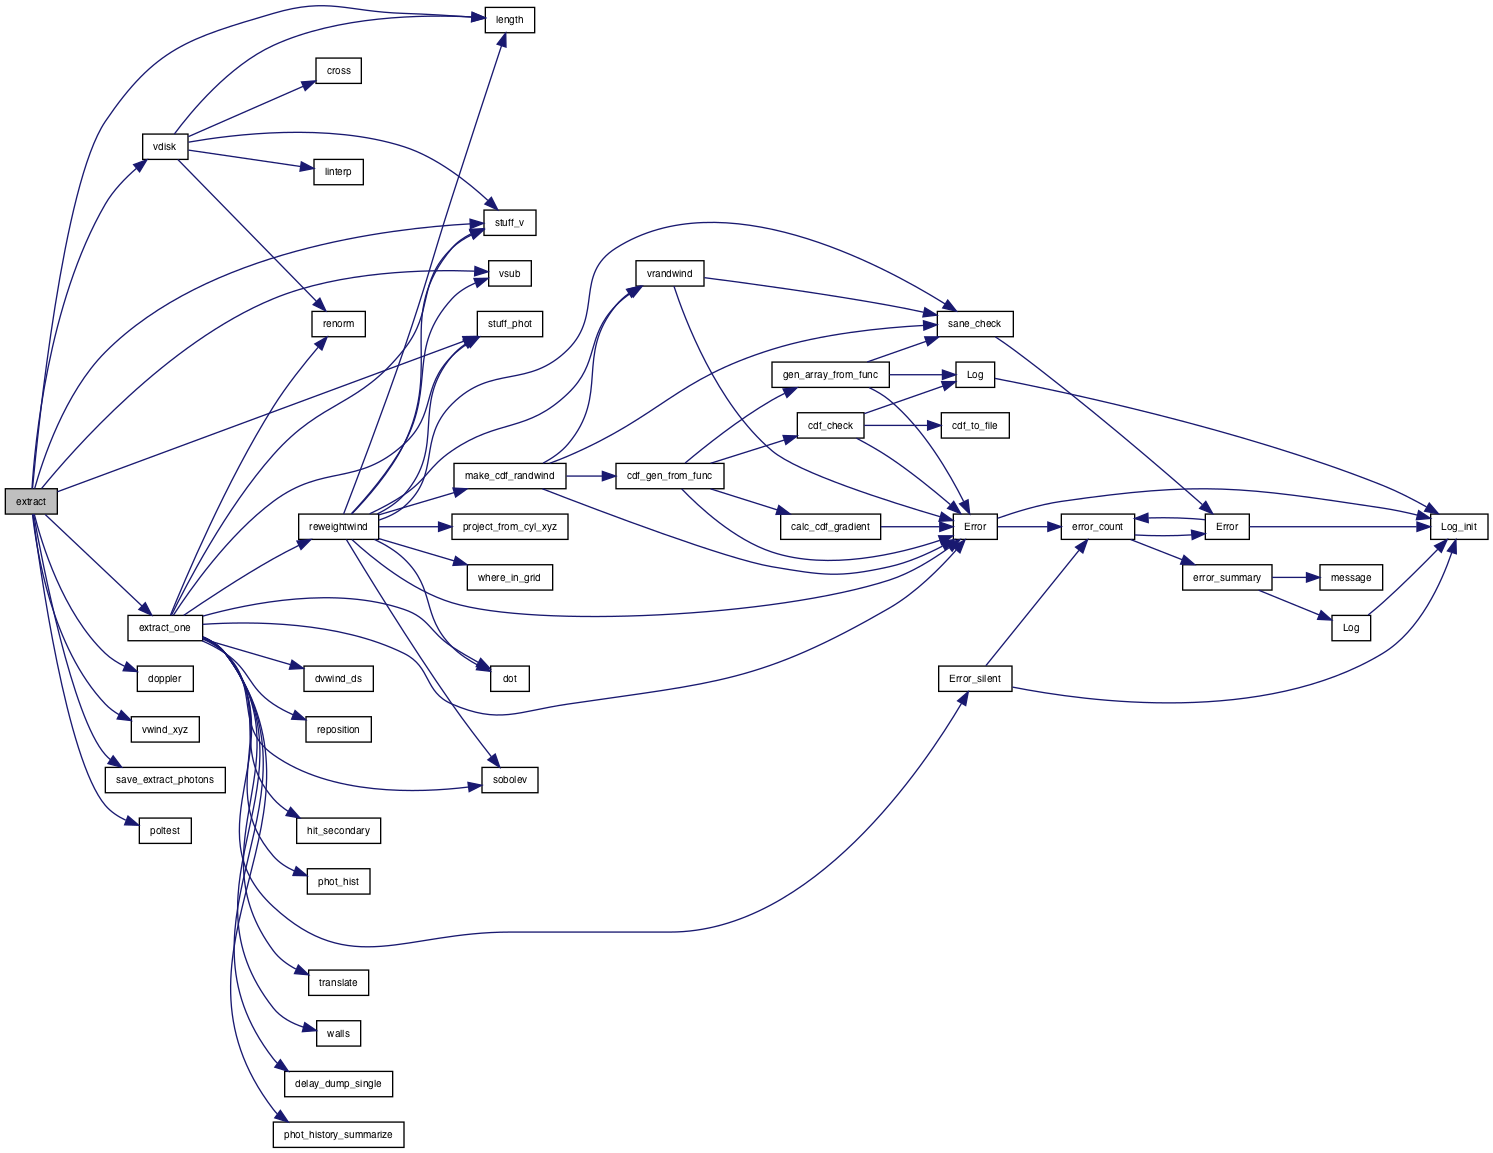 length
cross
vdisk
linterp
stuff_v
vsub
vrandwind
renorm
stuff_phot
sane_check
gen_array_from_func
Log
cdf_check
cdf_to_file
make_cdf_randwind
cdf_gen_from_func
extract
reweightwind
project_from_cyl_xyz
calc_cdf_gradient
Error
error_count
Error
Log_init
where_in_grid
error_summary
message
extract_one
Log
doppler
dvwind_ds
dot
Error_silent
vwind_xyz
reposition
save_extract_photons
sobolev
poltest
hit_secondary
phot_hist
translate
walls
delay_dump_single
phot_history_summarize